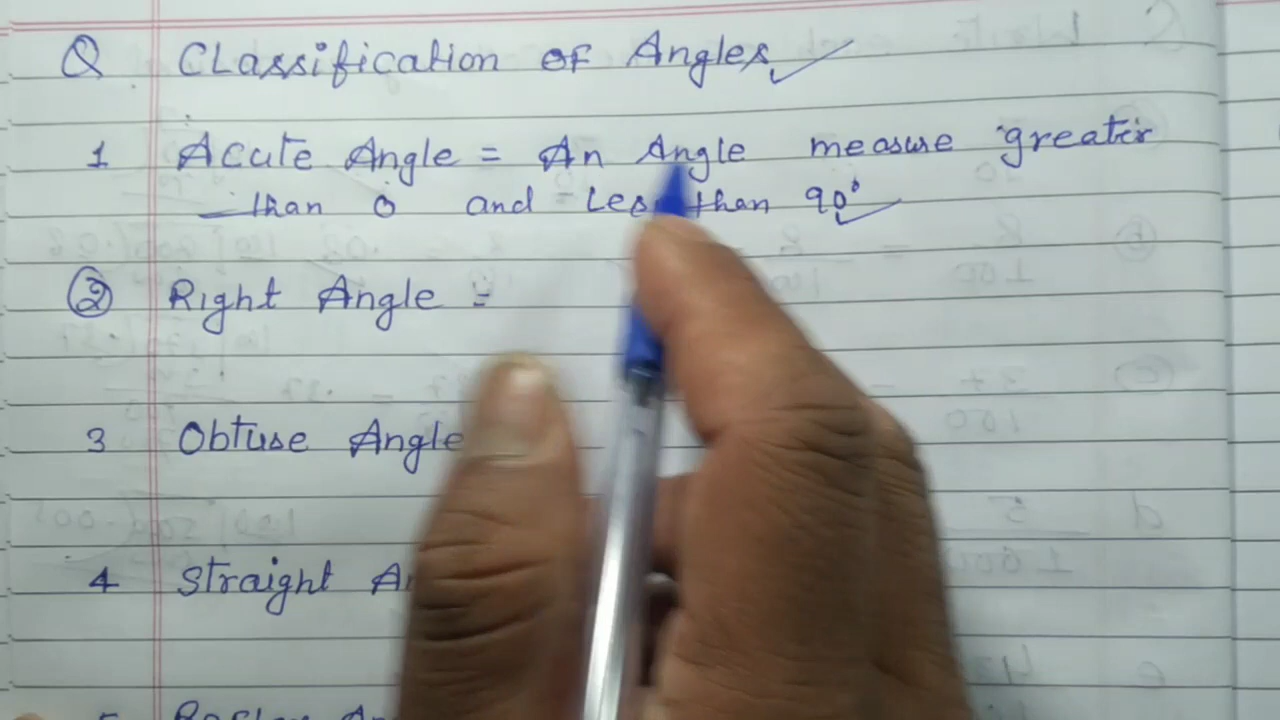 Q Classification of Angles
1 Acute Angle = An Angle measure greater
than 0 and Less than 90°
2 Right Angle =
3 Obtuse Angle
4 Straight